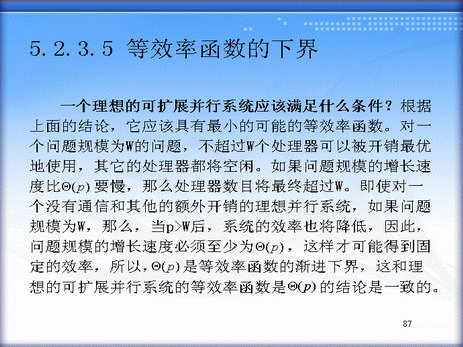 5.2.3.5 等效率函数的下界
一个理想的可扩展并行系统应该满足什么条件？根据
上面的结论，它应该具有最小的可能的等效率函数。对一
个问题规模为W的问题，不超过W个处理器可以被开销最优
地使用，其它的处理器都将空闲。如果问题规模的增长速
度比Θ(p)要慢，那么处理器数目将最终超过W。即使对一
个没有通信和其他的额外开销的理想并行系统，如果问题
规模为W，那么，当p>W后，系统的效率也将降低，因此，
问题规模的增长速度必须至少为Θ(p)，这样才可能得到固
定的效率，所以，Θ(p)是等效率函数的渐进下界，这和理
想的可扩展并行系统的等效率函数是Θ(p)的结论是一致的。
87